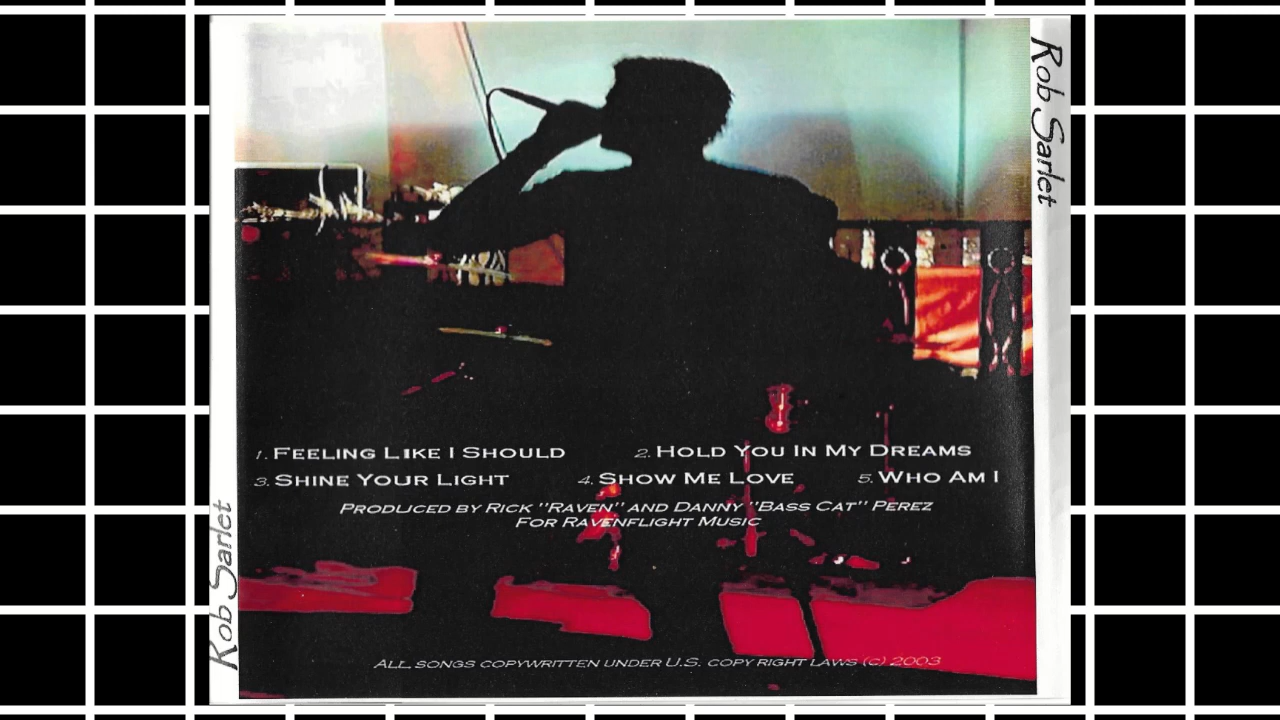 Rob Sarlet
1. FEELING LIKE I SHOULD 2. HOLD YOU IN MY DREAMS
3. SHINE YOUR LIGHT 4. SHOW ME LOVE 5. WHO AM I
PRODUCED BY RICK "RAVEN" AND DANNY "BASS CAT" PEREZ
FOR RAVENFLIGHT MUSIC
Rob Sarlet
ALL SONGS COPYWRITTEN UNDER U.S. COPY RIGHT LAWS (C) 2003